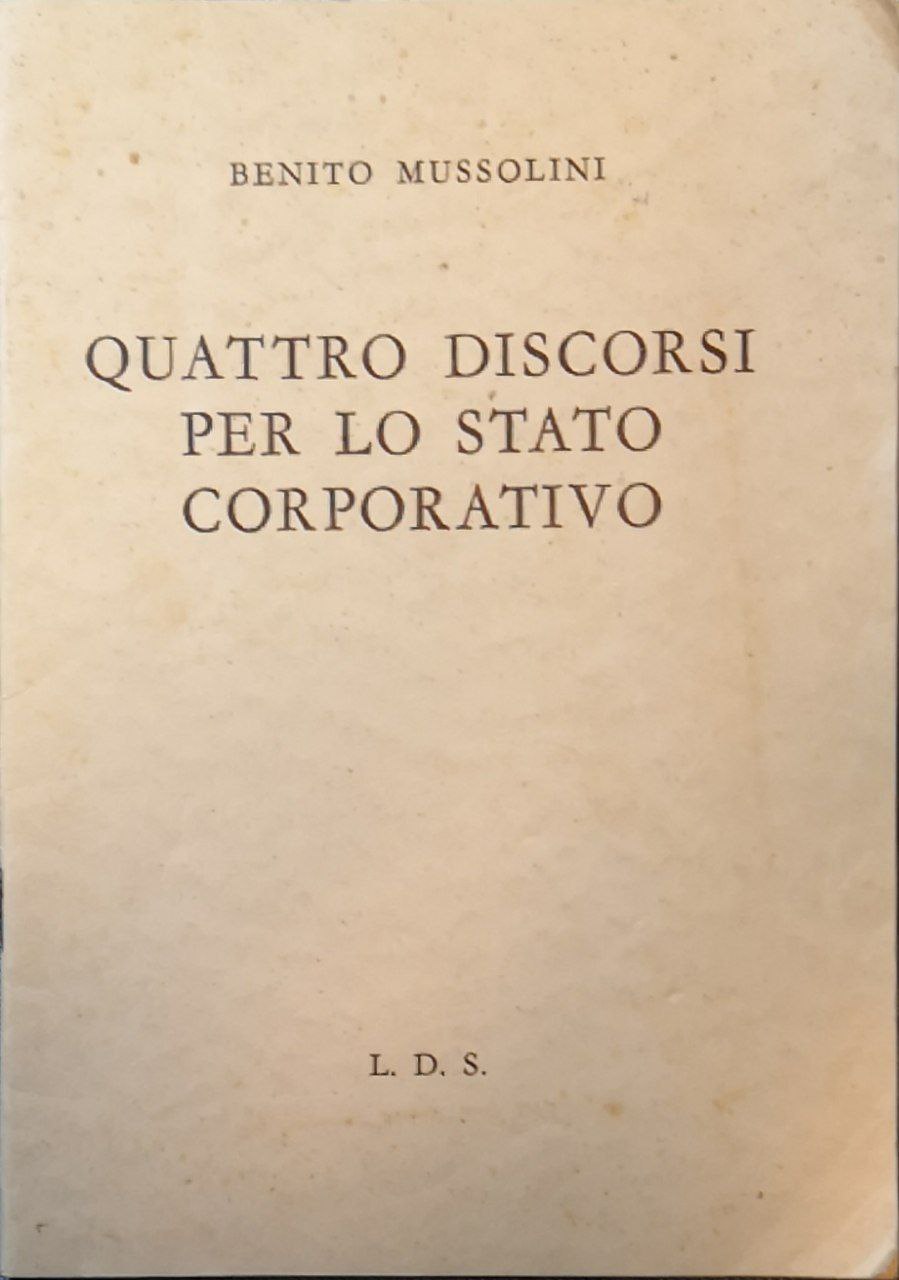 BENITO MUSSOLINI
QUATTRO DISCORSI
PER LO STATO
CORPORATIVO
L. D. S.